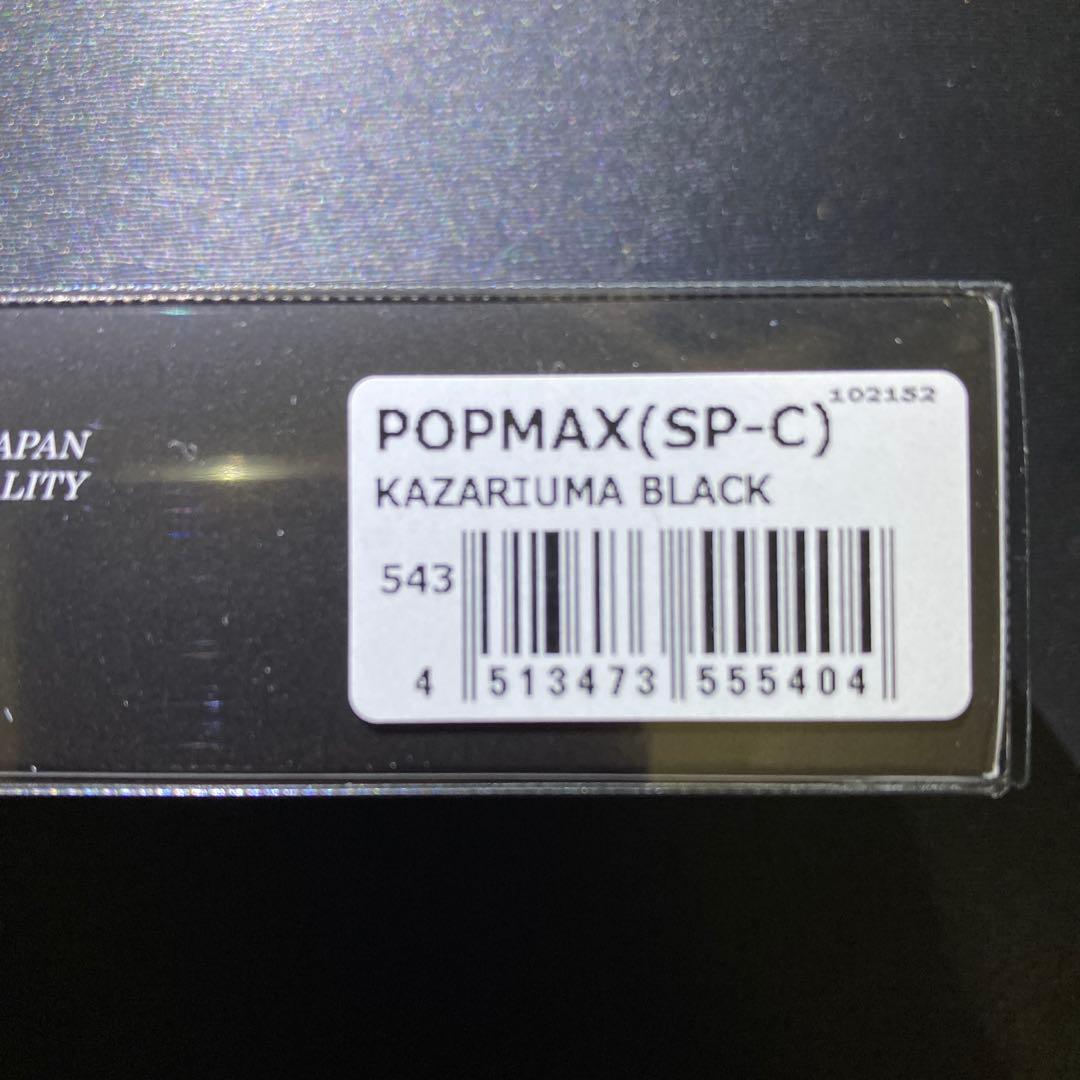 APAN
LITY
102152
POPMAX(SP-C)
KAZARIUMA BLACK
543
4 513473 555404